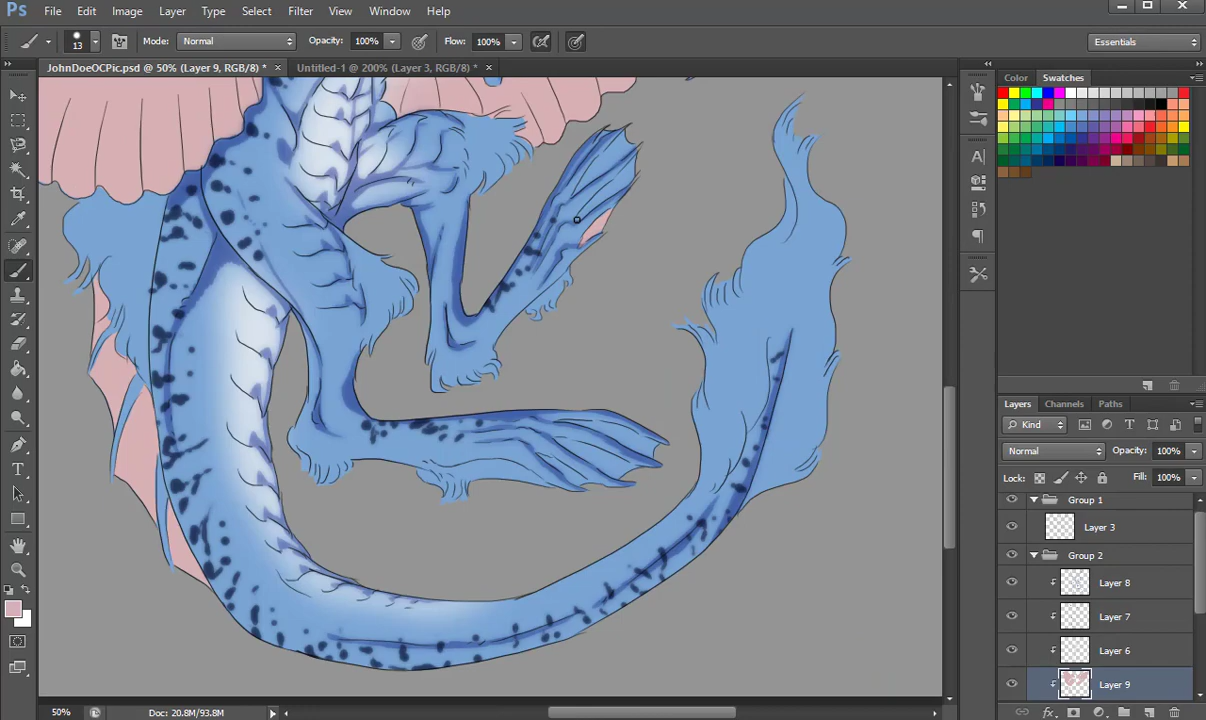 Ps File Edit Image Layer Type Select Filter View Window Help
13 Mode: Normal Opacity: 100% Flow: 100% Essentials
JohnDoeOCPic.psd @ 50% (Layer 9, RGB/8) * × Untitled-1 @ 200% (Layer 3, RGB/8) * ×
Color Swatches
Layers Channels Paths
Kind
Normal Opacity: 100%
Lock: Fill: 100%
Group 1
Layer 3
Group 2
Layer 8
Layer 7
Layer 6
Layer 9
50% Doc: 20.8M/93.8M